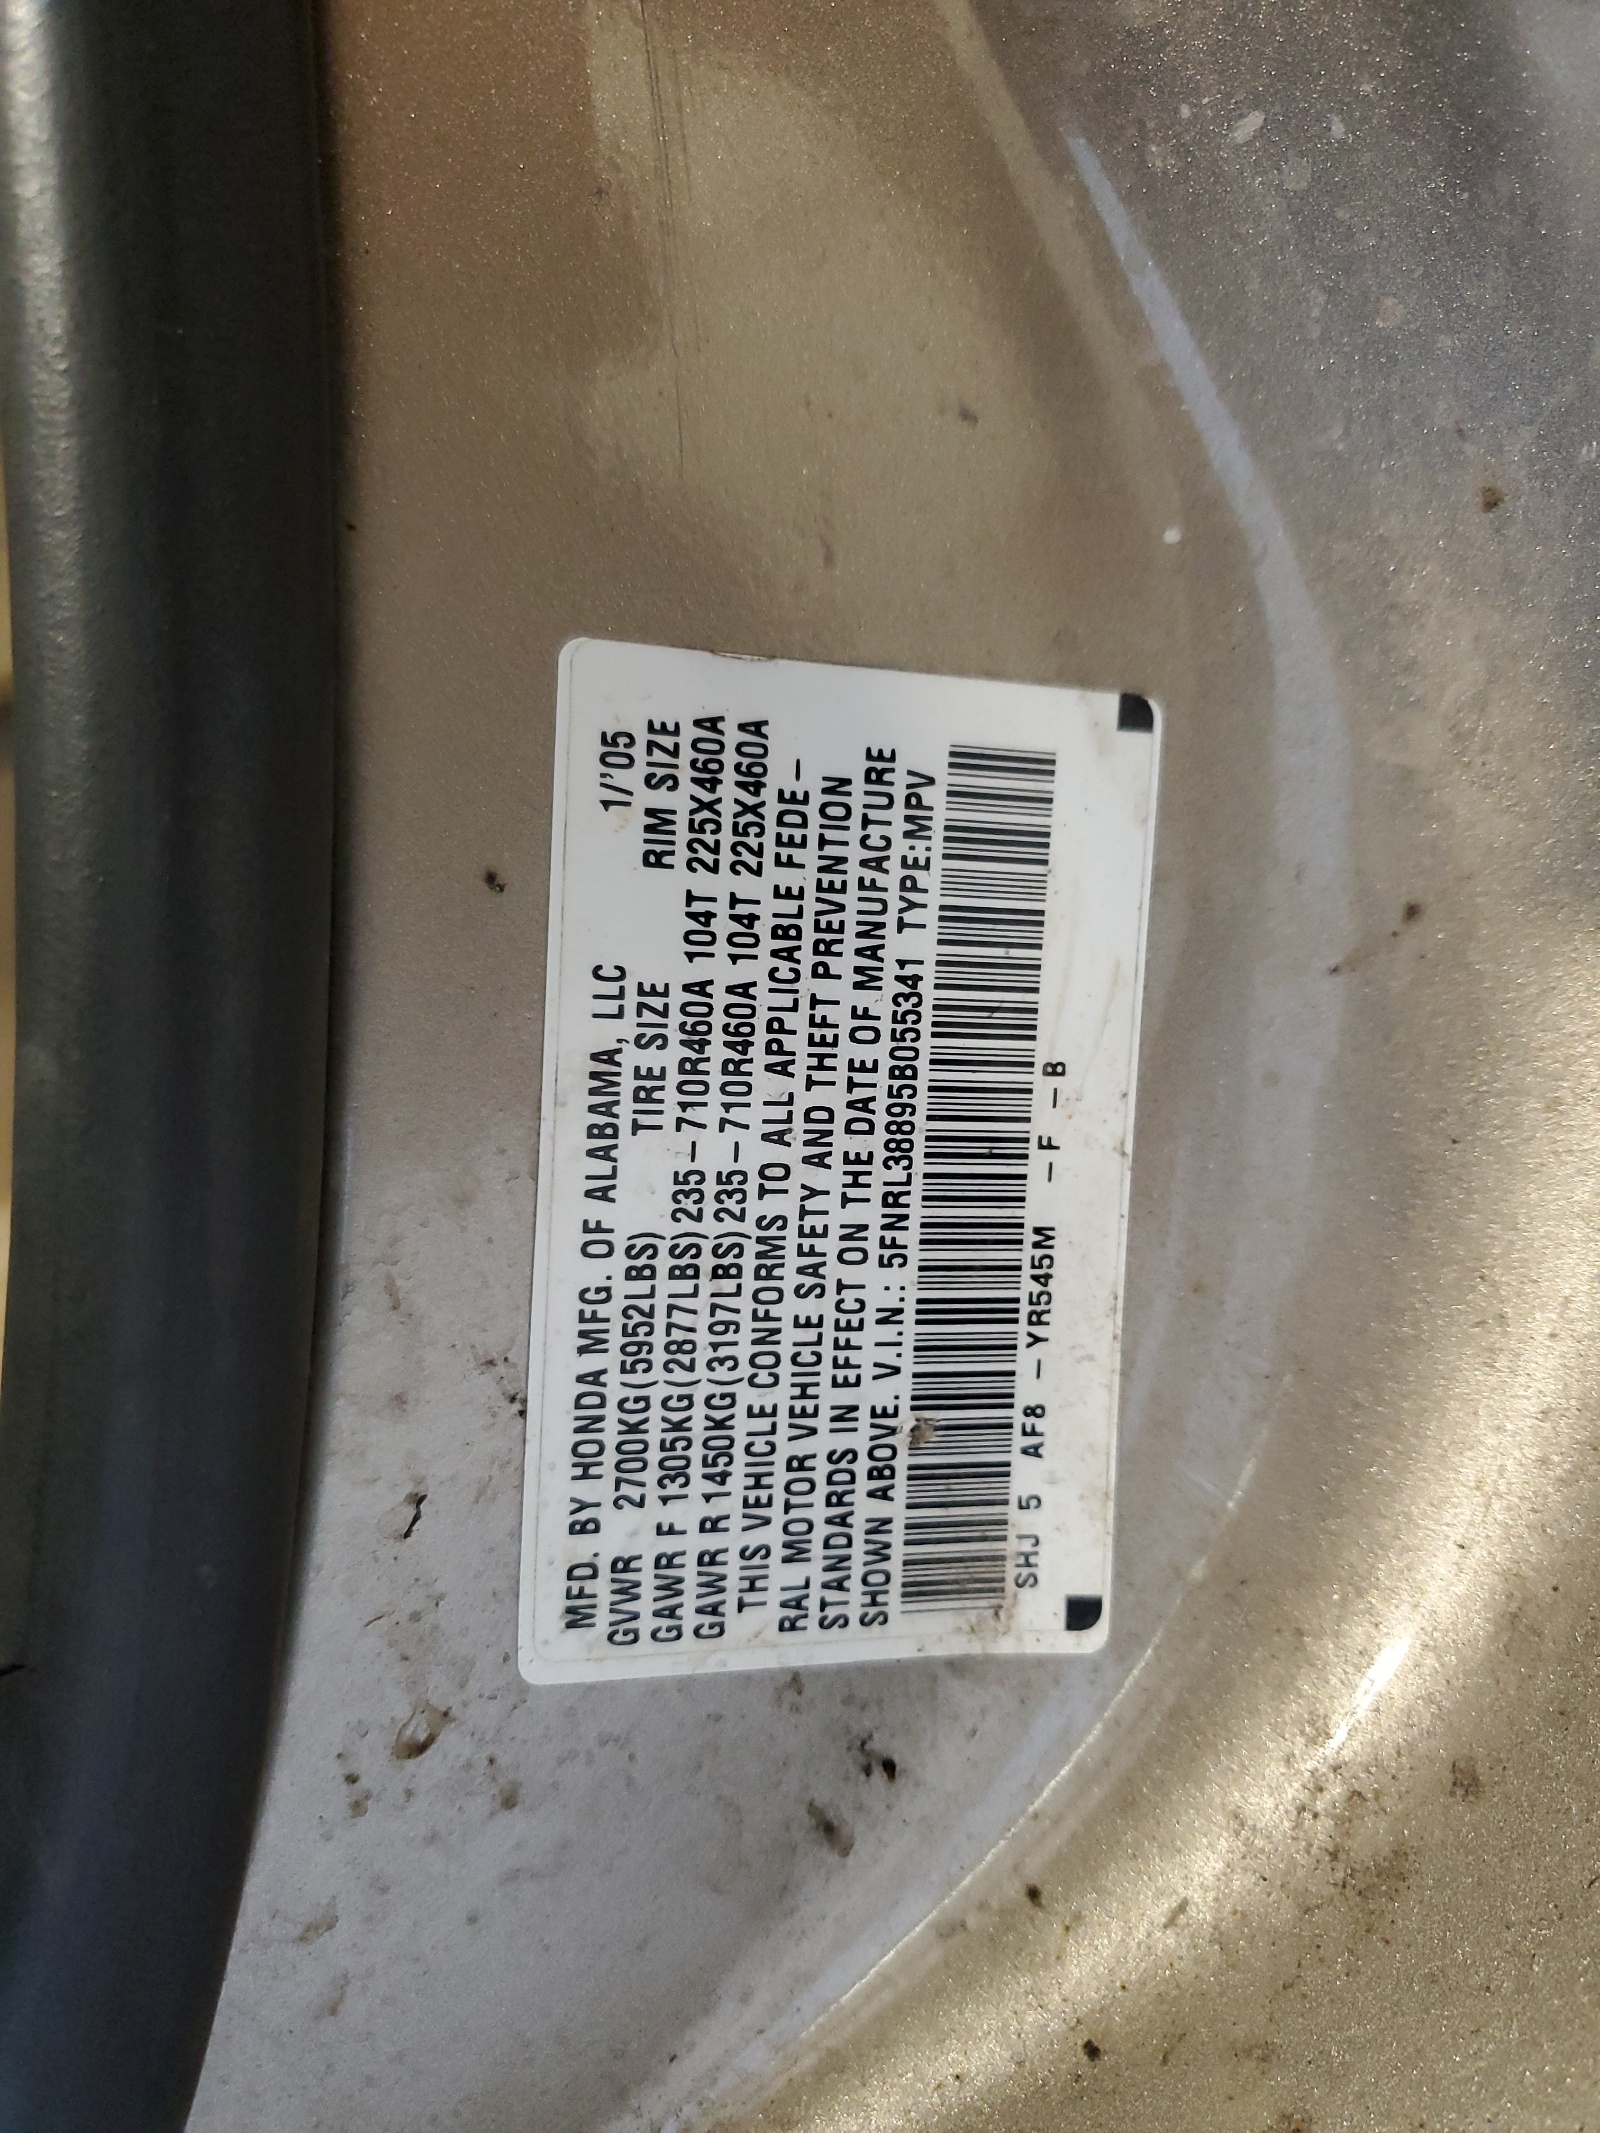 MFD. BY HONDA MFG. OF ALABAMA, LLC 1/'05
GVWR 2700KG(5952LBS) TIRE SIZE RIM SIZE
GAWR F 1305KG(2877LBS) 235-710R460A 104T 225X460A
GAWR R 1450KG(3197LBS) 235-710R460A 104T 225X460A
THIS VEHICLE CONFORMS TO ALL APPLICABLE FEDE-
RAL MOTOR VEHICLE SAFETY AND THEFT PREVENTION
STANDARDS IN EFFECT ON THE DATE OF MANUFACTURE
SHOWN ABOVE. V.I.N.: 5FNRL38895B055341 TYPE:MPV
SHJ 5 AF8 -YR545M -F -B